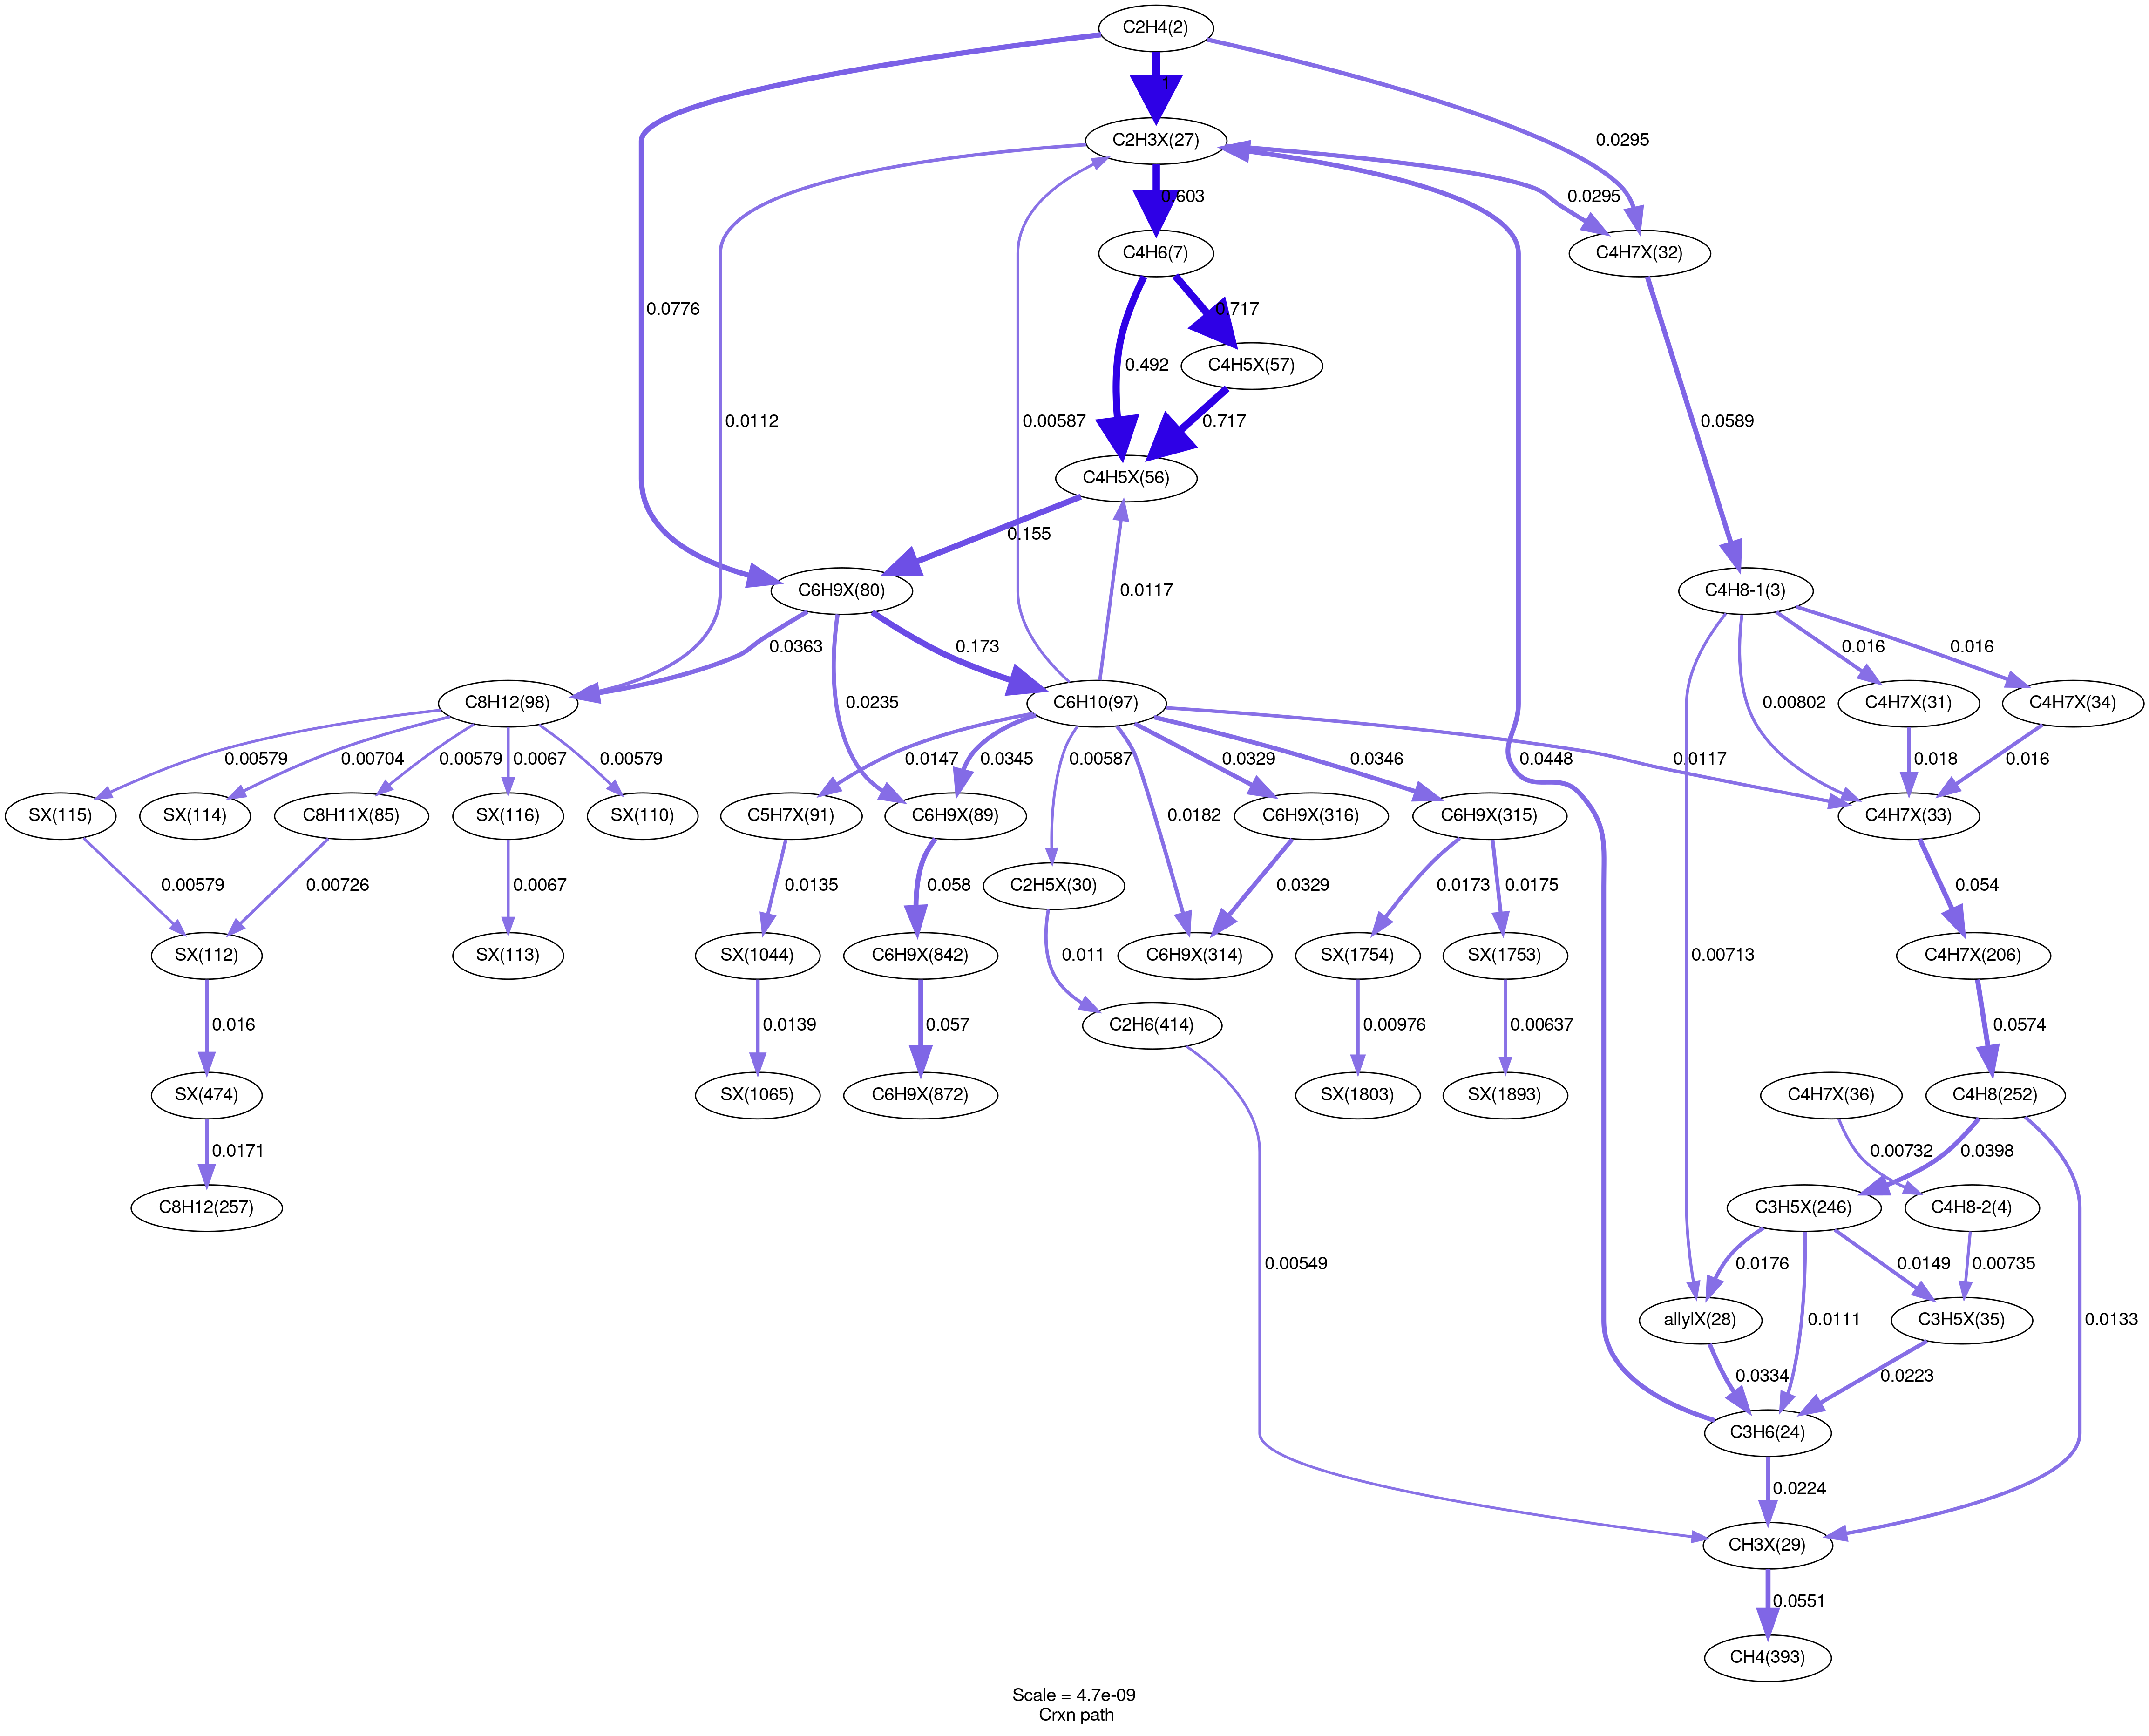 C2H4(2)
1
C2H3X(27)
0.0295
0.603
0.0295
C4H6(7)
C4H7X(32)
0.0776
0.717
0.492
C4H5X(57)
0.0112
0.00587
0.717
0.0589
C4H5X(56)
0.155
0.0117
C6H9X(80)
C4H8-1(3)
0.0363
0.0235
0.173
0.016
0.016
C8H12(98)
C6H10(97)
0.00802
C4H7X(31)
C4H7X(34)
0.00579
0.00704
0.00579
0.0067
0.00579
0.0147
0.0345
0.00587
0.0329
0.0346
0.0448
0.0117
0.018
0.016
SX(115)
SX(114)
C8H11X(85)
SX(116)
SX(110)
C5H7X(91)
C6H9X(89)
0.0182
C6H9X(316)
C6H9X(315)
C4H7X(33)
0.00579
0.00726
0.0067
0.0135
0.058
C2H5X(30)
0.0329
0.0173
0.0175
0.054
SX(112)
SX(113)
SX(1044)
C6H9X(842)
0.011
C6H9X(314)
SX(1754)
SX(1753)
0.00713
C4H7X(206)
0.016
0.0139
0.057
C2H6(414)
0.00976
0.00637
0.0574
SX(474)
SX(1065)
C6H9X(872)
SX(1803)
SX(1893)
C4H7X(36)
C4H8(252)
0.0171
0.00732
0.0398
C8H12(257)
C3H5X(246)
C4H8-2(4)
0.00549
0.0176
0.0149
0.00735
allylX(28)
0.0111
C3H5X(35)
0.0133
0.0334
0.0223
C3H6(24)
0.0224
CH3X(29)
0.0551
CH4(393)
Scale = 4.7e-09
Crxn path